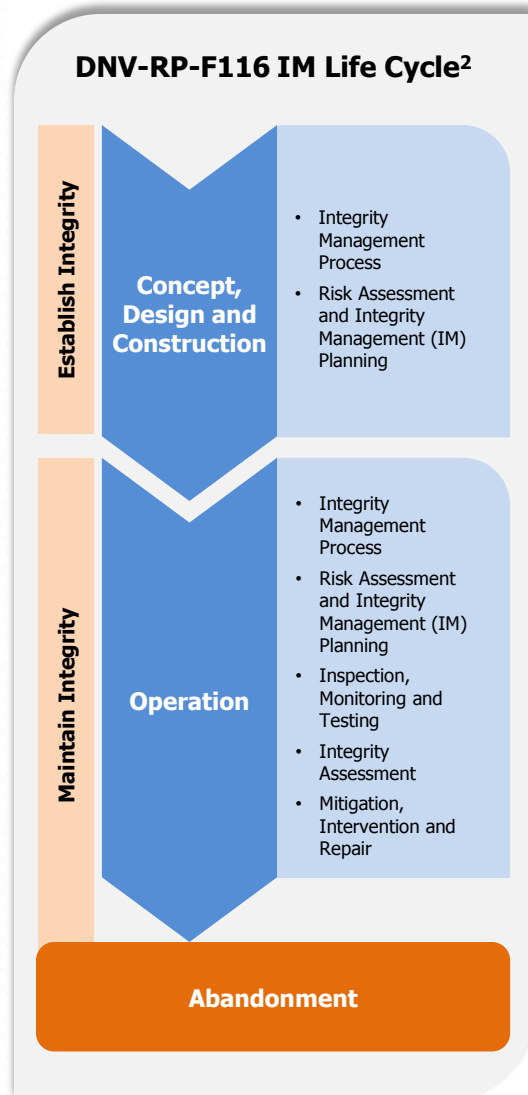 DNV-RP-F116 IM Life Cycle²
Establish Integrity
Concept,
Design and
Construction
• Integrity
Management
Process
• Risk Assessment
and Integrity
Management (IM)
Planning
Maintain Integrity
Operation
• Integrity
Management
Process
• Risk Assessment
and Integrity
Management (IM)
Planning
• Inspection,
Monitoring and
Testing
• Integrity
Assessment
• Mitigation,
Intervention and
Repair
Abandonment